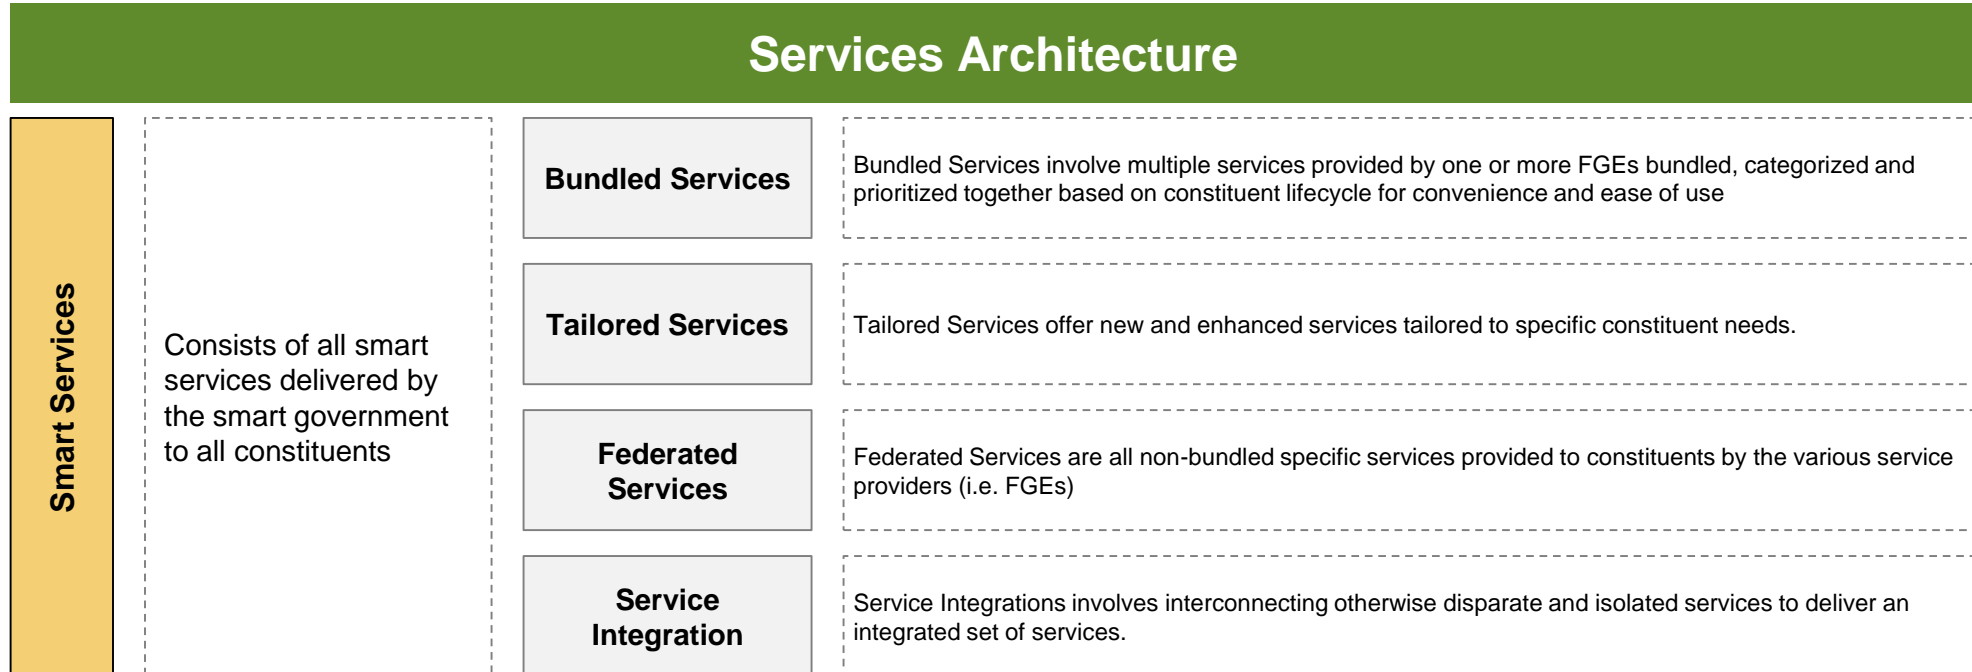 Services Architecture
Smart Services
Consists of all smart
services delivered by
the smart government
to all constituents
Bundled Services
Bundled Services involve multiple services provided by one or more FGEs bundled, categorized and
prioritized together based on constituent lifecycle for convenience and ease of use
Tailored Services
Tailored Services offer new and enhanced services tailored to specific constituent needs.
Federated
Services
Federated Services are all non-bundled specific services provided to constituents by the various service
providers (i.e. FGEs)
Service
Integration
Service Integrations involves interconnecting otherwise disparate and isolated services to deliver an
integrated set of services.